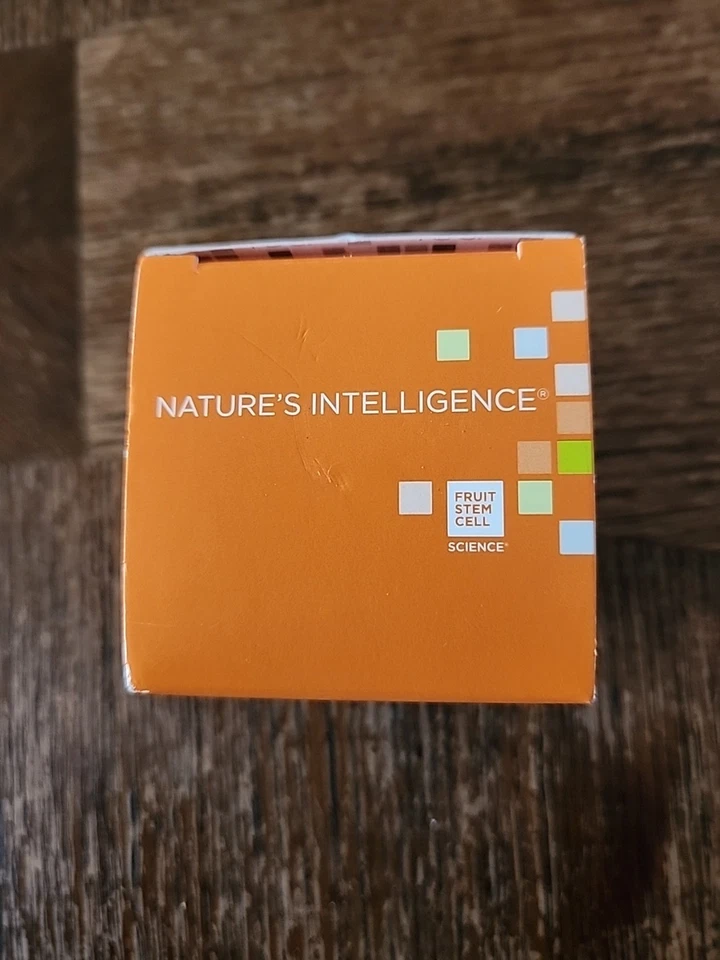 NATURE'S INTELLIGENCE®
FRUIT
STEM
CELL
SCIENCE®